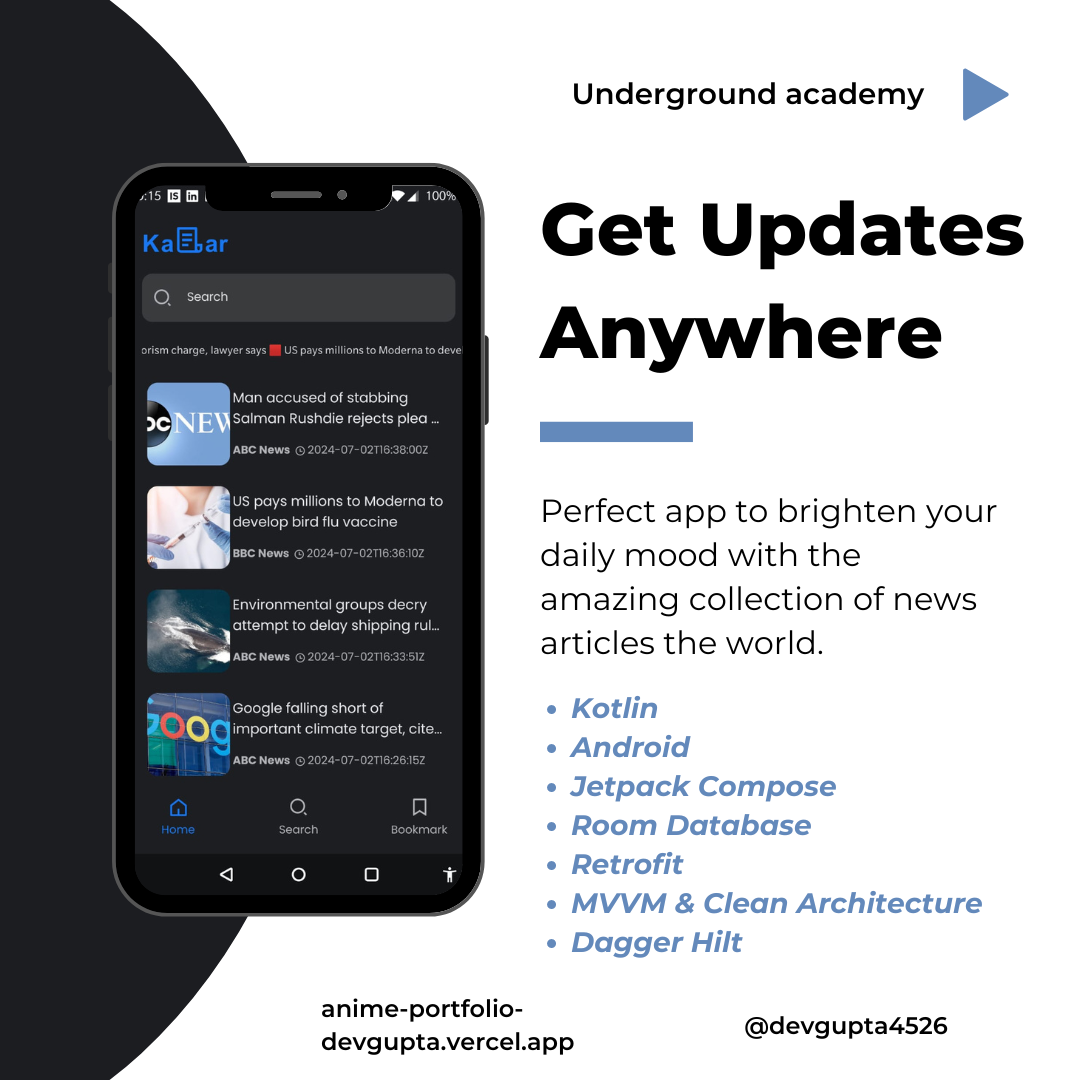 Underground academy
Get Updates
Anywhere
Perfect app to brighten your
daily mood with the
amazing collection of news
articles the world.
Kotlin
Android
Jetpack Compose
Room Database
Retrofit
MVVM & Clean Architecture
Dagger Hilt
anime-portfolio-
devgupta.vercel.app
@devgupta4526
:15 IS in 100%
Ka ar
Search
orism charge, lawyer says US pays millions to Moderna to deve
NEW
Man accused of stabbing
Salman Rushdie rejects plea ...
ABC News 2024-07-02T16:38:00Z
US pays millions to Moderna to
develop bird flu vaccine
BBC News 2024-07-02T16:36:10Z
Environmental groups decry
attempt to delay shipping rul...
ABC News 2024-07-02T16:33:51Z
Goog
Google falling short of
important climate target, cite...
ABC News 2024-07-02T16:26:15Z
Home
Search
Bookmark